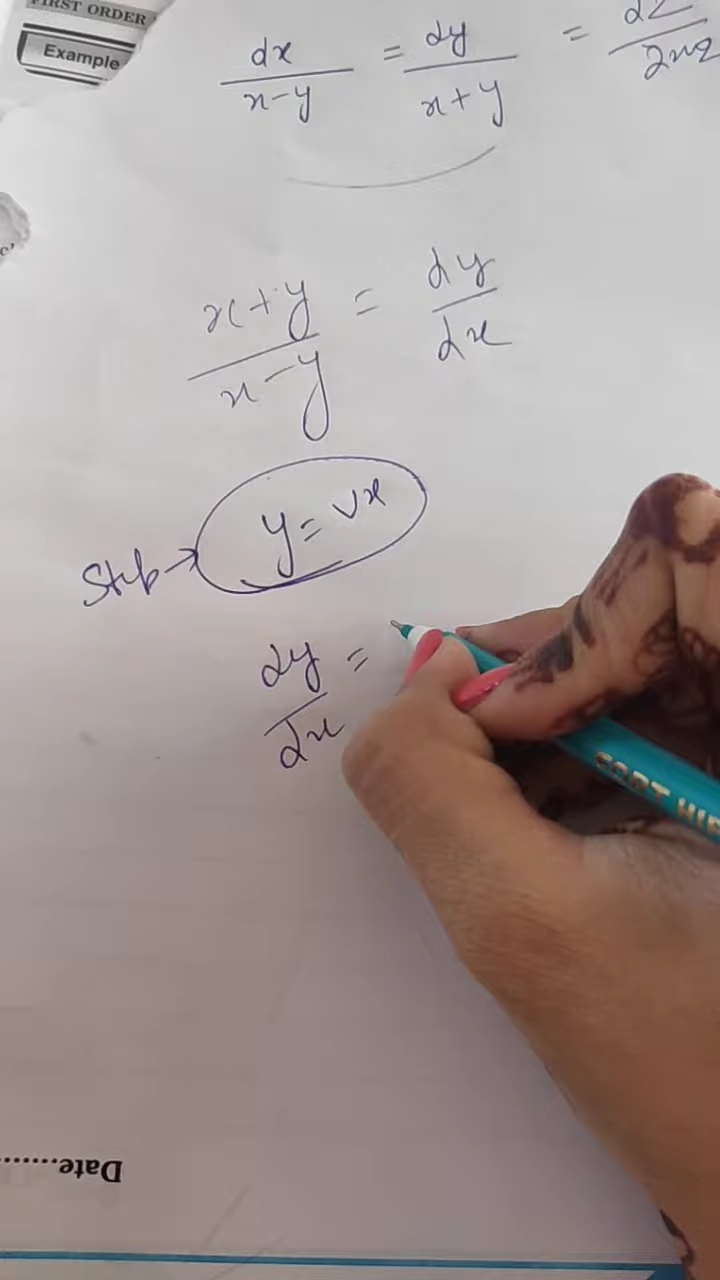 FIRST ORDER
Example
dx/x-y = dy/x+y = dz/2xz
x+y/x-y = dy/dx
Step → y = vx
dy/dx =
Date........